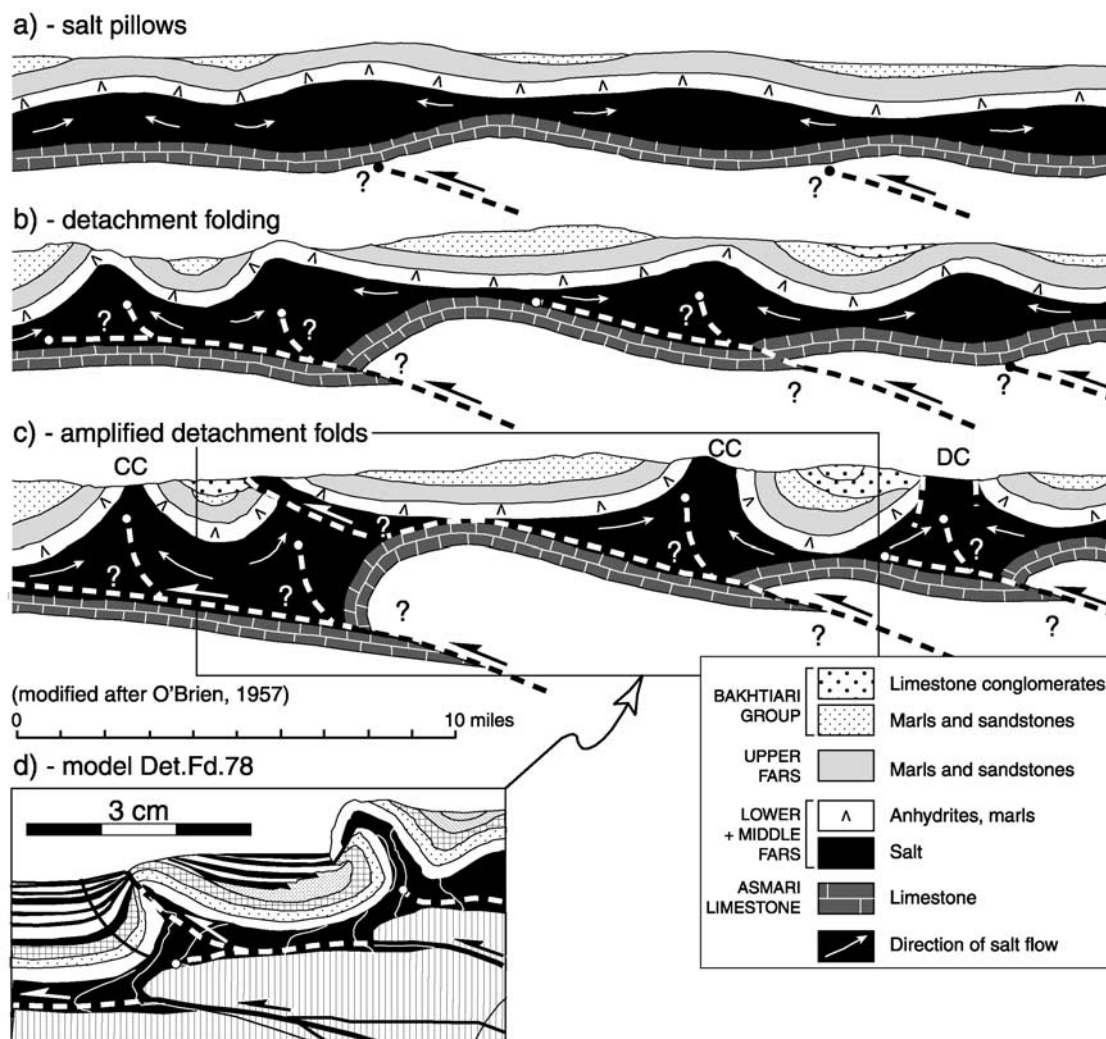 a) - salt pillows
?
?
b) - detachment folding
?
?
?
?
?
?
c) - amplified detachment folds
CC
CC
DC
?
?
?
?
?
?
?
?
?
(modified after O'Brien, 1957)
0
10 miles
d) - model Det.Fd.78
3 cm
BAKHTIARI
GROUP
Limestone conglomerates
Marls and sandstones
UPPER
FARS
Marls and sandstones
LOWER
+ MIDDLE
FARS
Anhydrites, marls
Salt
ASMARI
LIMESTONE
Limestone
Direction of salt flow